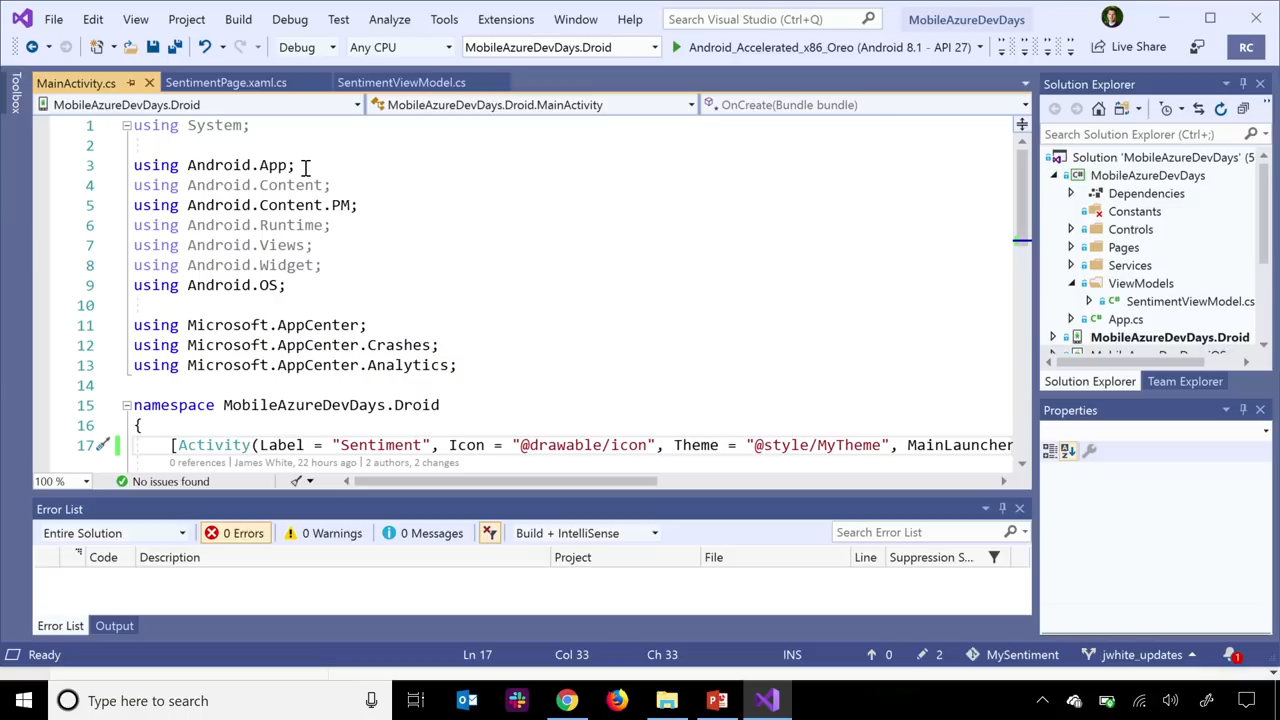 File Edit View Project Build Debug Test Analyze Tools Extensions Window Help Search Visual Studio (Ctrl+Q) MobileAzureDevDays
Debug Any CPU MobileAzureDevDays.Droid Android_Accelerated_x86_Oreo (Android 8.1 - API 27) Live Share RC
Toolbox
MainActivity.cs SentimentPage.xaml.cs SentimentViewModel.cs
MobileAzureDevDays.Droid MobileAzureDevDays.Droid.MainActivity OnCreate(Bundle bundle)
1 using System;
2
3 using Android.App;
4 using Android.Content;
5 using Android.Content.PM;
6 using Android.Runtime;
7 using Android.Views;
8 using Android.Widget;
9 using Android.OS;
10
11 using Microsoft.AppCenter;
12 using Microsoft.AppCenter.Crashes;
13 using Microsoft.AppCenter.Analytics;
14
15 namespace MobileAzureDevDays.Droid
16 {
17 [Activity(Label = "Sentiment", Icon = "@drawable/icon", Theme = "@style/MyTheme", MainLauncher
0 references | James White, 22 hours ago | 2 authors, 2 changes
100 % No issues found
Solution Explorer
Search Solution Explorer (Ctrl+;)
Solution 'MobileAzureDevDays' (5
C# MobileAzureDevDays
Dependencies
Constants
Controls
Pages
Services
ViewModels
C# SentimentViewModel.cs
C# App.cs
MobileAzureDevDays.Droid
Solution Explorer Team Explorer
Properties
Error List
Entire Solution 0 Errors 0 Warnings 0 Messages Build + IntelliSense Search Error List
Code Description Project File Line Suppression S...
Error List Output
Ready Ln 17 Col 33 Ch 33 INS 0 2 MySentiment jwhite_updates 1
Type here to search